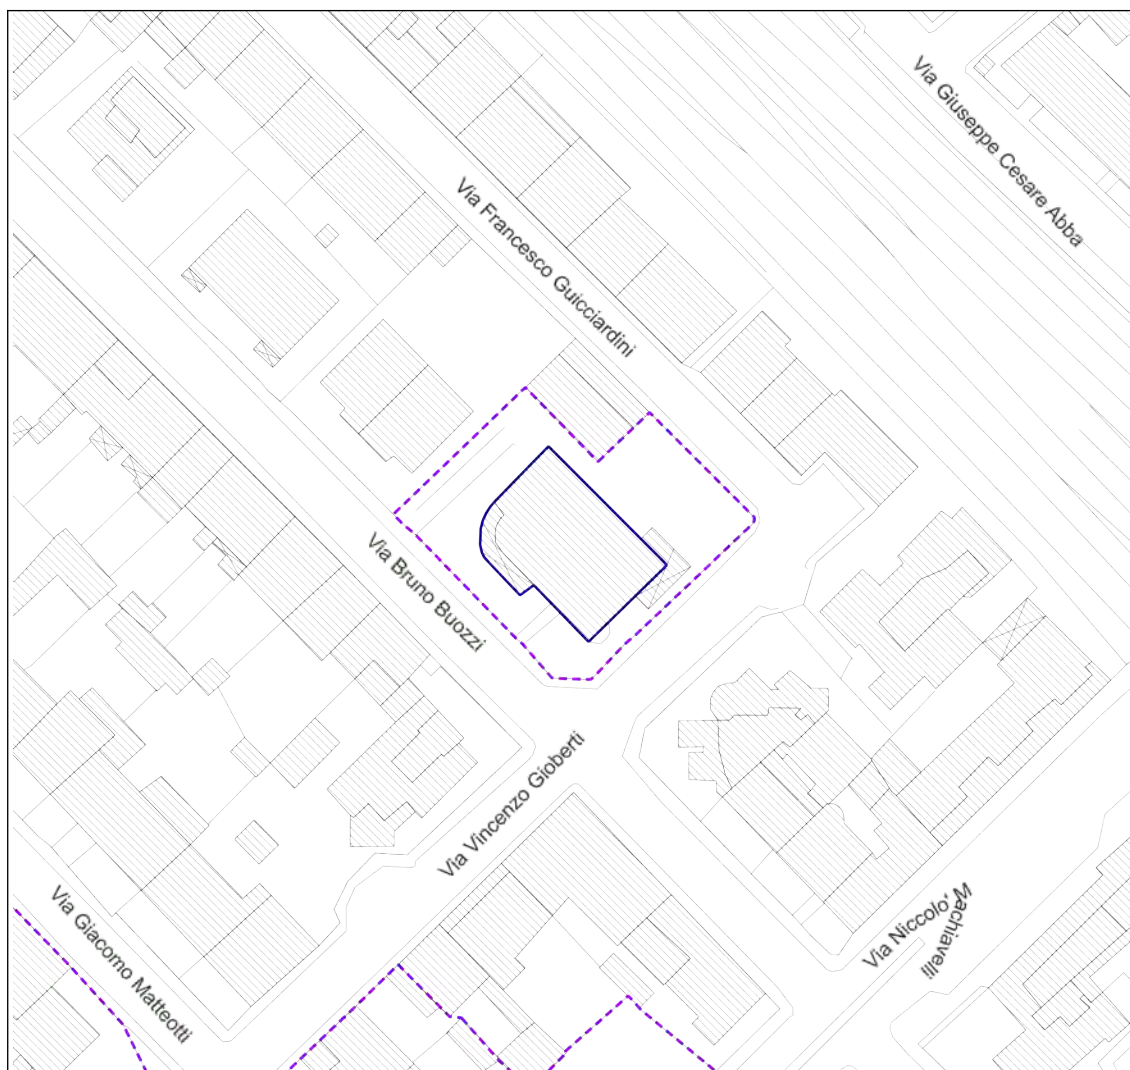 Via Giuseppe Cesare Abba
Via Francesco Guicciardini
Via Bruno Buozzi
Via Vincenzo Gioberti
Via Niccolo' Machiavelli
Via Giacomo Matteotti